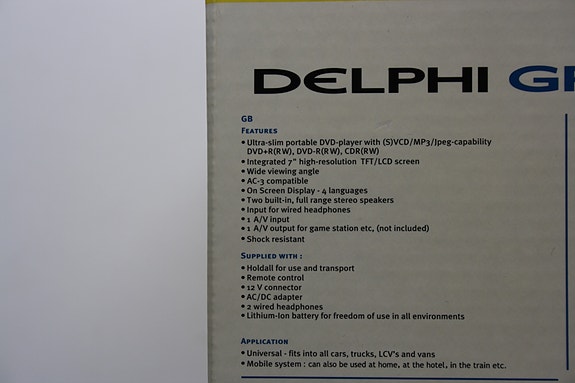 DELPHI
GB
FEATURES
• Ultra-slim portable DVD-player with (S)VCD/MP3/Jpeg-capability
DVD+R(RW), DVD-R(RW), CDR(RW)
• Integrated 7" high-resolution TFT/LCD screen
• Wide viewing angle
• AC-3 compatible
• On Screen Display - 4 languages
• Two built-in, full range stereo speakers
• Input for wired headphones
• 1 A/V input
• 1 A/V output for game station etc, (not included)
• Shock resistant
SUPPLIED WITH :
• Holdall for use and transport
• Remote control
• 12 V connector
• AC/DC adapter
• 2 wired headphones
• Lithium-Ion battery for freedom of use in all environments
APPLICATION
• Universal - fits into all cars, trucks, LCV's and vans
• Mobile system : can also be used at home, at the hotel, in the train etc.